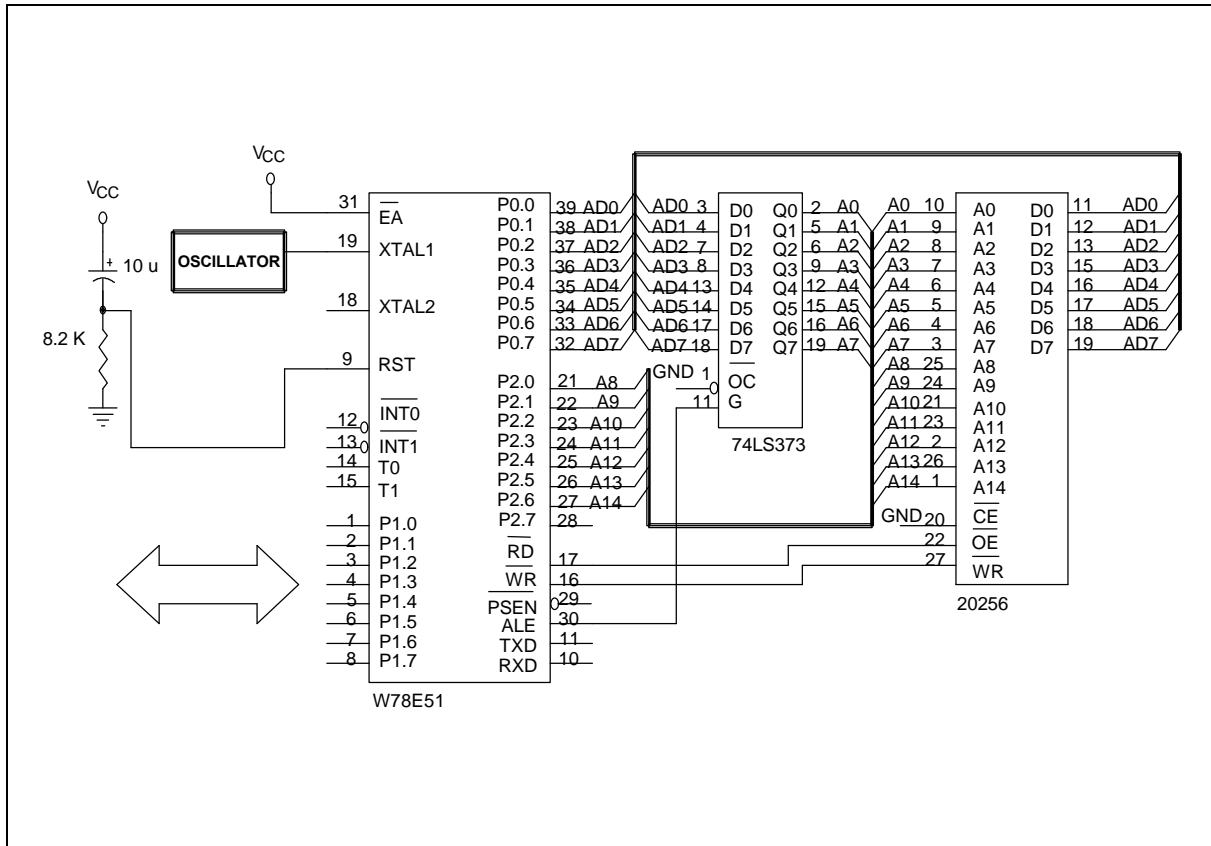 VCC
VCC
10 u
8.2 K
OSCILLATOR
31 EA
19 XTAL1
18 XTAL2
9 RST
12 INT0
13 INT1
14 T0
15 T1
1 P1.0
2 P1.1
3 P1.2
4 P1.3
5 P1.4
6 P1.5
7 P1.6
8 P1.7
P0.0 39 AD0
P0.1 38 AD1
P0.2 37 AD2
P0.3 36 AD3
P0.4 35 AD4
P0.5 34 AD5
P0.6 33 AD6
P0.7 32 AD7
P2.0 21 A8
P2.1 22 A9
P2.2 23 A10
P2.3 24 A11
P2.4 25 A12
P2.5 26 A13
P2.6 27 A14
P2.7 28
RD 17
WR 16
PSEN 29
ALE 30
TXD 11
RXD 10
W78E51
AD0 3 D0 Q0 2 A0
AD1 4 D1 Q1 5 A1
AD2 7 D2 Q2 6 A2
AD3 8 D3 Q3 9 A3
AD4 13 D4 Q4 12 A4
AD5 14 D5 Q5 15 A5
AD6 17 D6 Q6 16 A6
AD7 18 D7 Q7 19 A7
GND 1 OC
11 G
74LS373
A0 10 A0 D0 11 AD0
A1 9 A1 D1 12 AD1
A2 8 A2 D2 13 AD2
A3 7 A3 D3 15 AD3
A4 6 A4 D4 16 AD4
A5 5 A5 D5 17 AD5
A6 4 A6 D6 18 AD6
A7 3 A7 D7 19 AD7
A8 25 A8
A9 24 A9
A10 21 A10
A11 23 A11
A12 2 A12
A13 26 A13
A14 1 A14
GND 20 CE
22 OE
27 WR
20256